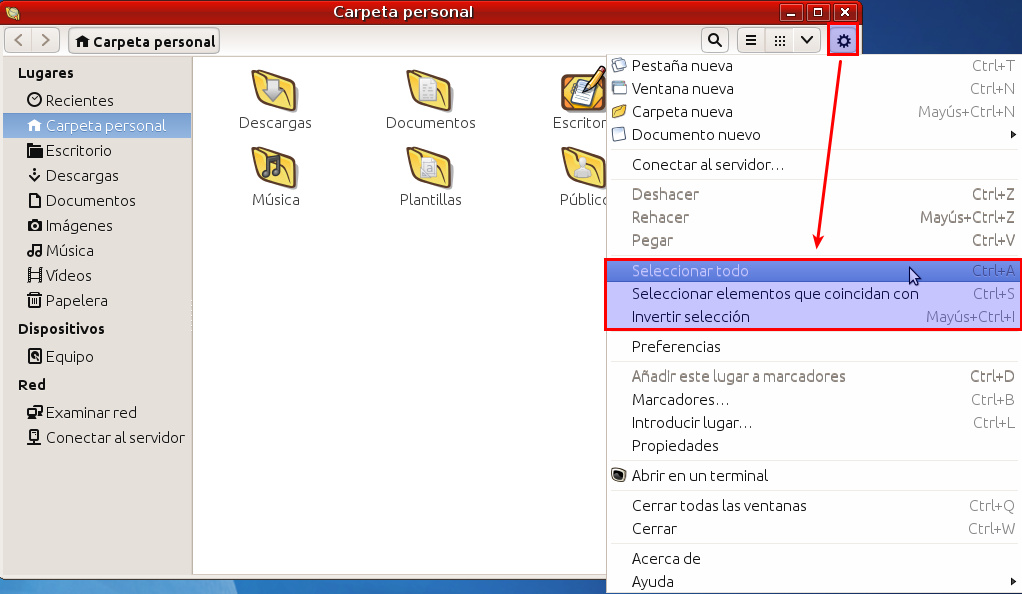 Carpeta personal
Carpeta personal
Lugares
Recientes
Carpeta personal
Escritorio
Descargas
Documentos
Imágenes
Música
Vídeos
Papelera
Dispositivos
Equipo
Red
Examinar red
Conectar al servidor
Descargas
Documentos
Escritor
Música
Plantillas
Público
Pestaña nueva Ctrl+T
Ventana nueva Ctrl+N
Carpeta nueva Mayús+Ctrl+N
Documento nuevo
Conectar al servidor...
Deshacer Ctrl+Z
Rehacer Mayús+Ctrl+Z
Pegar Ctrl+V
Seleccionar todo Ctrl+A
Seleccionar elementos que coincidan con Ctrl+S
Invertir selección Mayús+Ctrl+I
Preferencias
Añadir este lugar a marcadores Ctrl+D
Marcadores... Ctrl+B
Introducir lugar... Ctrl+L
Propiedades
Abrir en un terminal
Cerrar todas las ventanas Ctrl+Q
Cerrar Ctrl+W
Acerca de
Ayuda